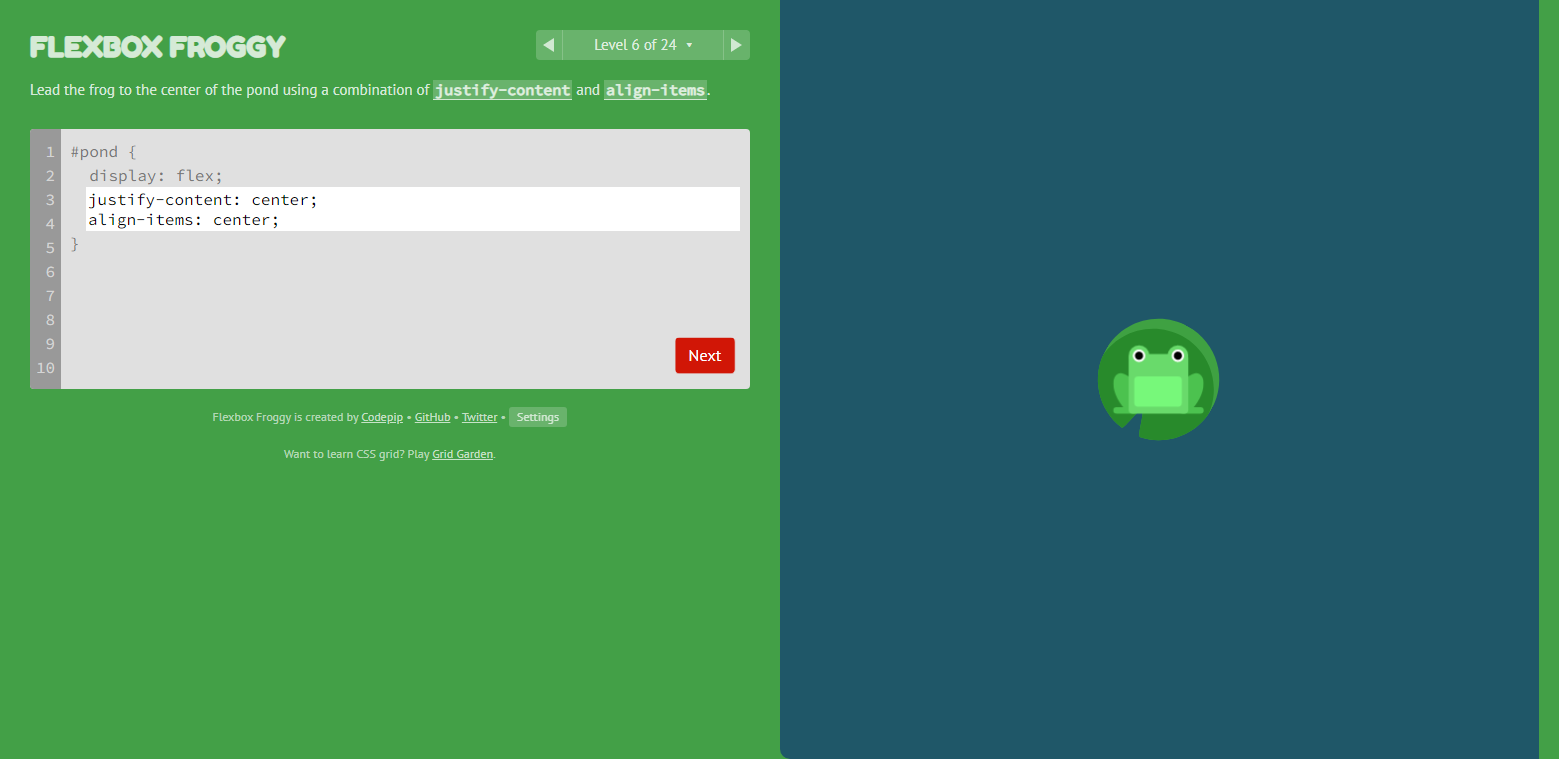 FLEXBOX FROGGY
Level 6 of 24
Lead the frog to the center of the pond using a combination of justify-content and align-items.
1 #pond {
2 display: flex;
3 justify-content: center;
4 align-items: center;
5 }
6
7
8
9
10
Next
Flexbox Froggy is created by Codepip • GitHub • Twitter • Settings
Want to learn CSS grid? Play Grid Garden.